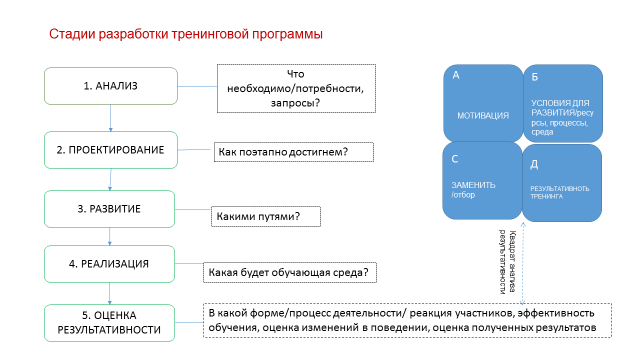 Стадии разработки тренинговой программы
1. АНАЛИЗ
Что
необходимо/потребности,
запросы?
2. ПРОЕКТИРОВАНИЕ
Как поэтапно достигнем?
3. РАЗВИТИЕ
Какими путями?
4. РЕАЛИЗАЦИЯ
Какая будет обучающая среда?
5. ОЦЕНКА
РЕЗУЛЬТАТИВНОСТИ
В какой форме/процесс деятельности/ реакция участников, эффективность
обучения, оценка изменений в поведении, оценка полученных результатов
А
МОТИВАЦИЯ
Б
УСЛОВИЯ ДЛЯ
РАЗВИТИЯ/ресу
рсы, процессы,
среда
С
ЗАМЕНИТЬ
/отбор
Д
РЕЗУЛЬТАТИВНОТЬ
ТРЕНИНГА
Квадрат анализа
результативности